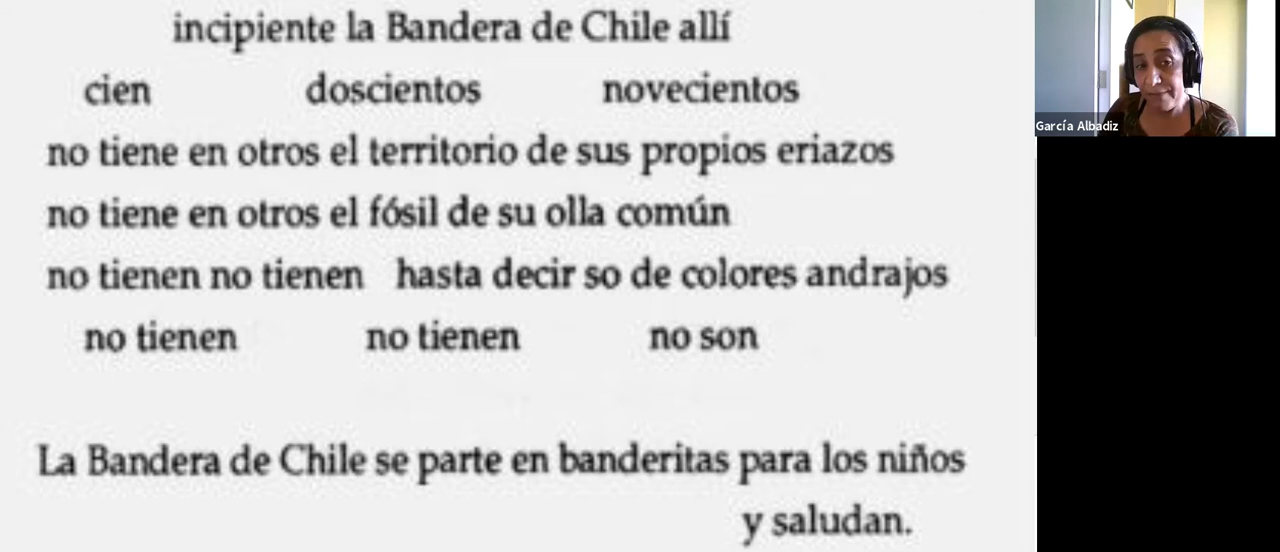 incipiente la Bandera de Chile allí
cien doscientos novecientos
no tiene en otros el territorio de sus propios eriazos
no tiene en otros el fósil de su olla común
no tienen no tienen hasta decir so de colores andrajos
no tienen no tienen no son
La Bandera de Chile se parte en banderitas para los niños
y saludan.
García Albadiz